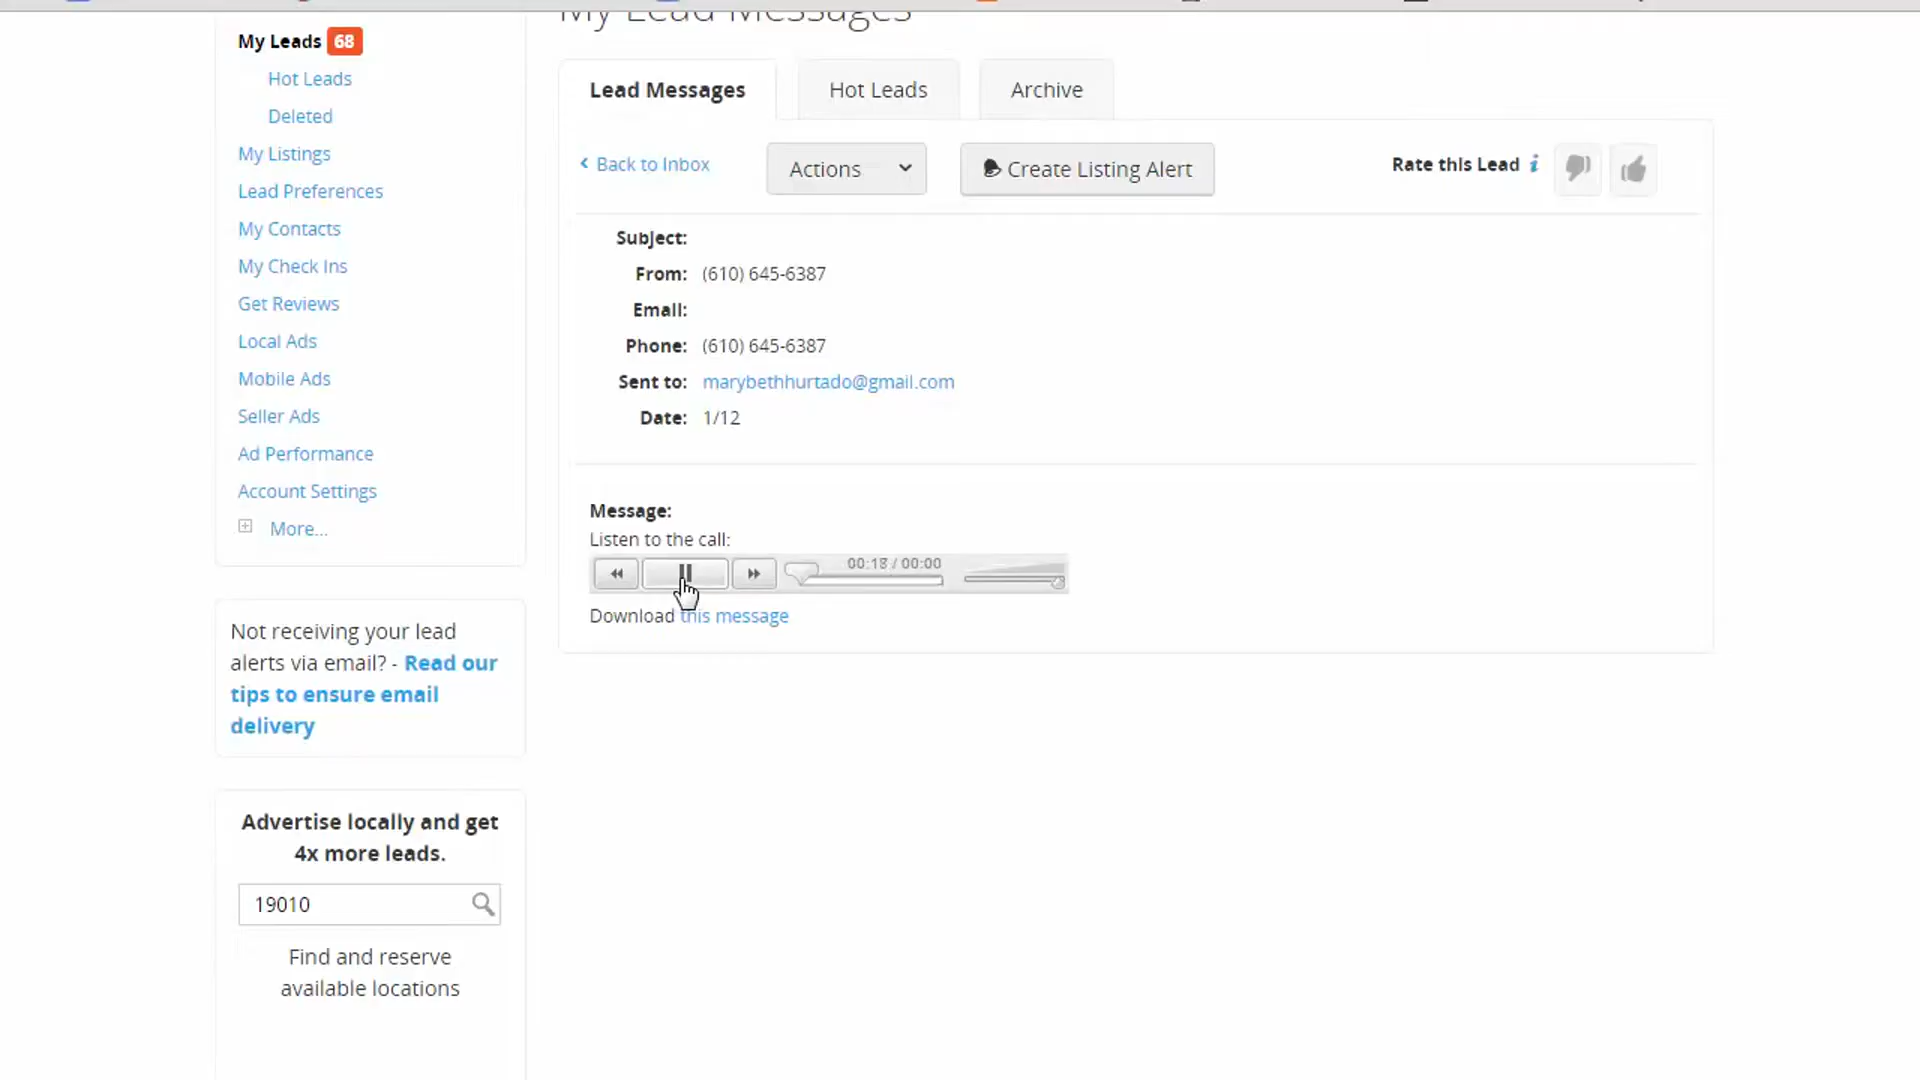 My Lead Messages
My Leads 68
Hot Leads
Deleted
My Listings
Lead Preferences
My Contacts
My Check Ins
Get Reviews
Local Ads
Mobile Ads
Seller Ads
Ad Performance
Account Settings
More...
Not receiving your lead
alerts via email? - Read our
tips to ensure email
delivery
Advertise locally and get
4x more leads.
19010
Find and reserve
available locations
Lead Messages
Hot Leads
Archive
Back to Inbox
Actions
Create Listing Alert
Rate this Lead i
Subject:
From: (610) 645-6387
Email:
Phone: (610) 645-6387
Sent to: marybethhurtado@gmail.com
Date: 1/12
Message:
Listen to the call:
00:18 / 00:00
Download this message